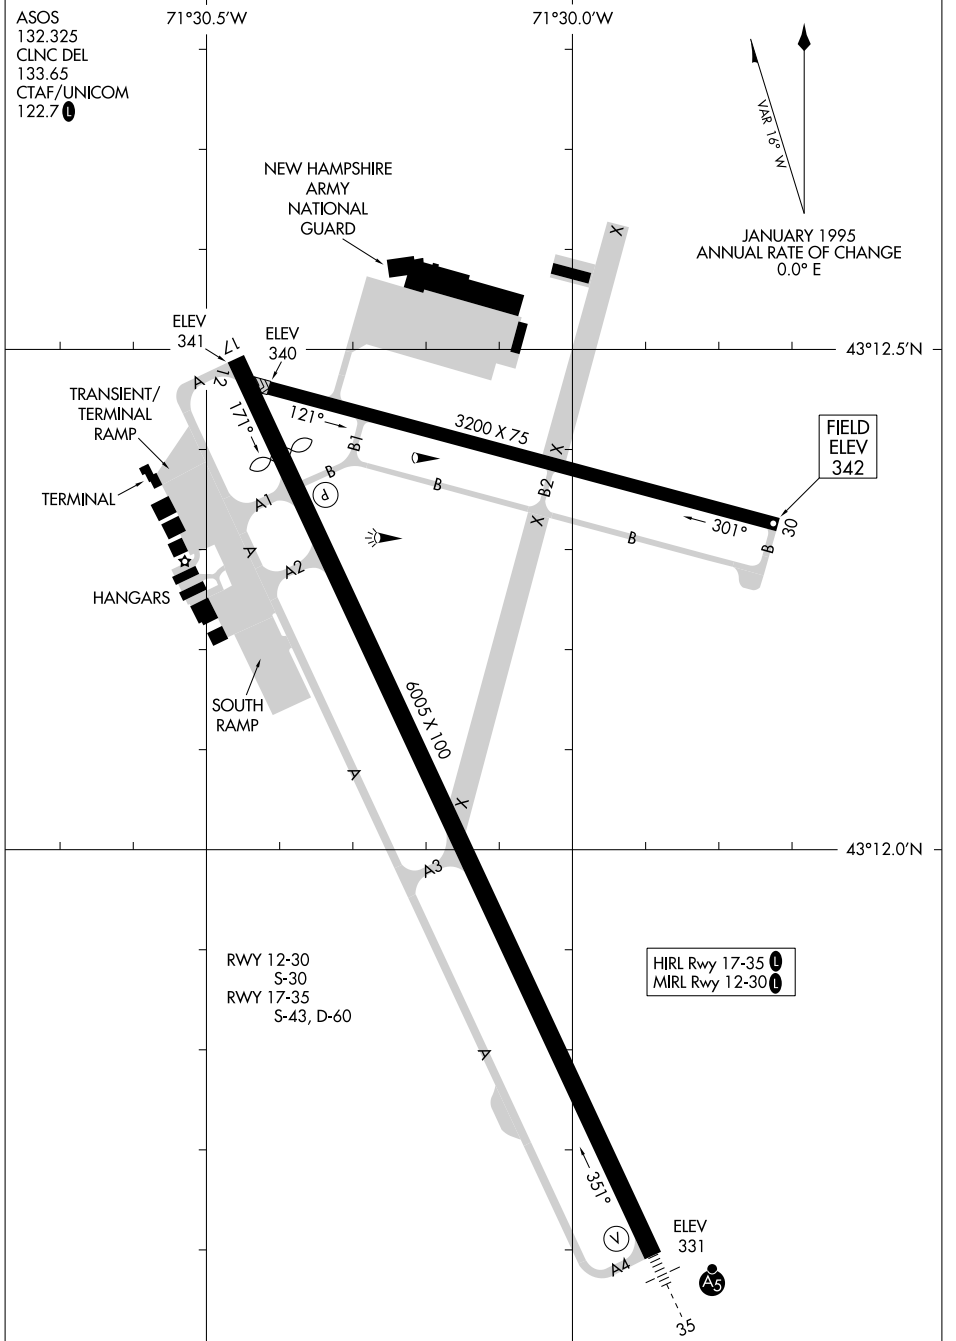 ASOS
132.325
CLNC DEL
133.65
CTAF/UNICOM
122.7 L
71°30.5'W
71°30.0'W
VAR 16° W
JANUARY 1995
ANNUAL RATE OF CHANGE
0.0° E
NEW HAMPSHIRE
ARMY
NATIONAL
GUARD
X
ELEV
341
17
ELEV
340
43°12.5'N
A
12
TRANSIENT/
TERMINAL
RAMP
171°
121°
3200 X 75
B1
X
FIELD
ELEV
342
TERMINAL
B
B
B2
P
A1
X
301°
30
A
B
B
A2
HANGARS
SOUTH
RAMP
6005 X 100
A
X
43°12.0'N
A3
RWY 12-30
S-30
RWY 17-35
S-43, D-60
HIRL Rwy 17-35 L
MIRL Rwy 12-30 L
A
351°
V
A4
ELEV
331
A5
35